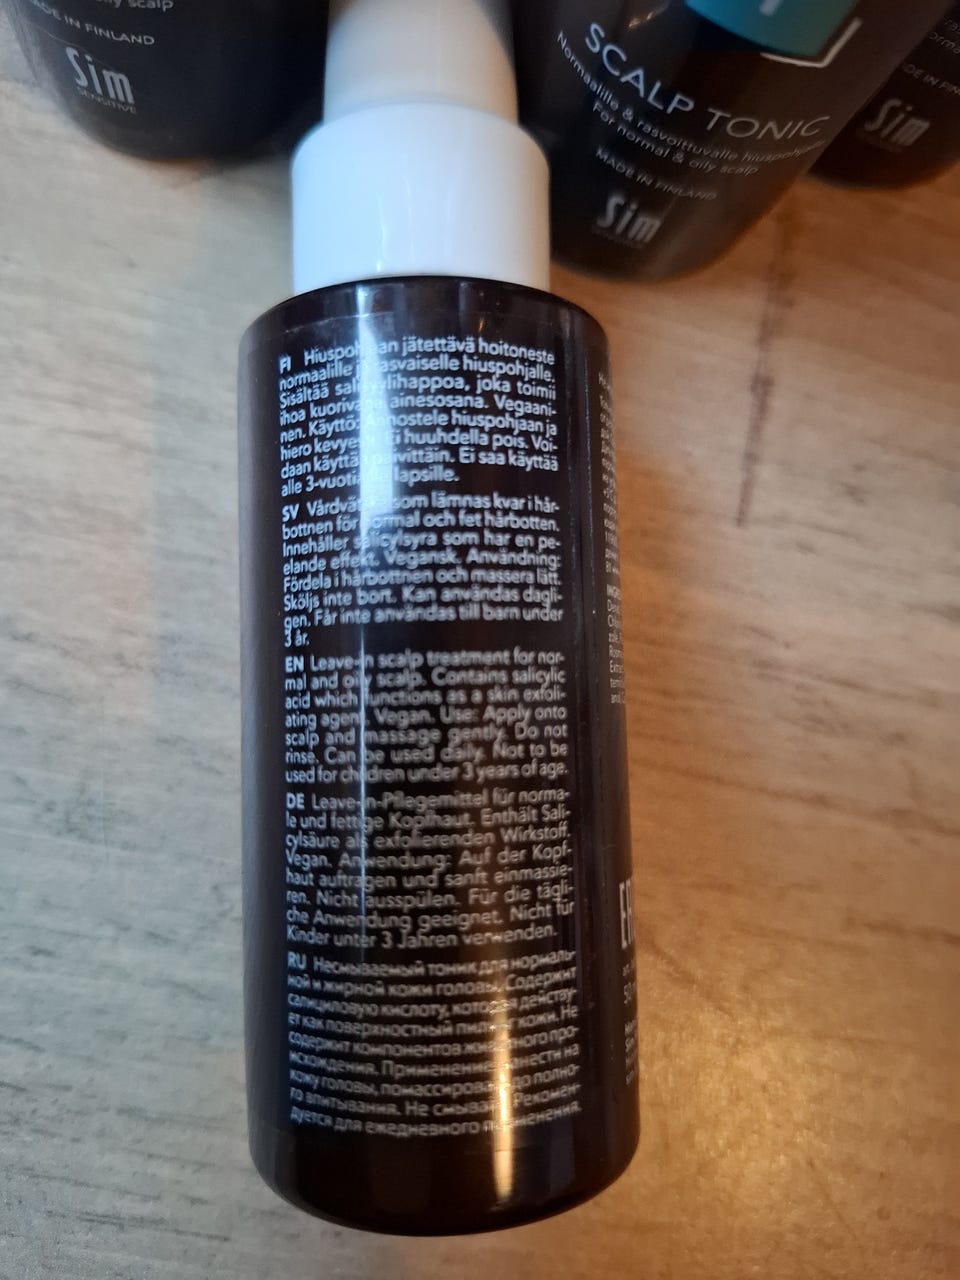 oily scalp
MADE IN FINLAND
Sim
SENSITIVE
SCALP TONIC
Normaalille & rasvoittuvalle hiuspohjalle
For normal & oily scalp
MADE IN FINLAND
Sim
Sim
FI Hiuspohjaan jätettävä hoitoneste
normaalille ja rasvaiselle hiuspohjalle.
Sisältää salisyylihappoa, joka toimii
ihoa kuorivana ainesosana. Vegaani-
nen. Käyttö: Annostele hiuspohjaan ja
hiero kevyesti. Ei huuhdella pois. Voi-
daan käyttää päivittäin. Ei saa käyttää
alle 3-vuotiaille lapsille.
SV Vårdvätska som lämnas kvar i hår-
bottnen för normal och fet hårbotten.
Innehåller salicylsyra som har en pe-
elande effekt. Vegansk. Användning:
Fördela i hårbottnen och massera lätt.
Sköljs inte bort. Kan användas dagli-
gen. Får inte användas till barn under
3 år.
EN Leave-in scalp treatment for nor-
mal and oily scalp. Contains salicylic
acid which functions as a skin exfoli-
ating agent. Vegan. Use: Apply onto
scalp and massage gently. Do not
rinse. Can be used daily. Not to be
used for children under 3 years of age.
DE Leave-in-Pflegemittel für norma-
le und fettige Kopfhaut. Enthält Sali-
cylsäure als exfolierenden Wirkstoff.
Vegan. Anwendung: Auf der Kopf-
haut auftragen und sanft einmassie-
ren. Nicht ausspülen. Für die tägli-
che Anwendung geeignet. Nicht für
Kinder unter 3 Jahren verwenden.
RU Несмываемый тоник для нормаль-
ной и жирной кожи головы. Содержит
салициловую кислоту, которая действу-
ет как поверхностный пилинг кожи. Не
содержит компонентов животного про-
исхождения. Применение: нанести на
кожу головы, помассировать до полно-
го впитывания. Не смывать. Рекомен-
дуется для ежедневного применения.